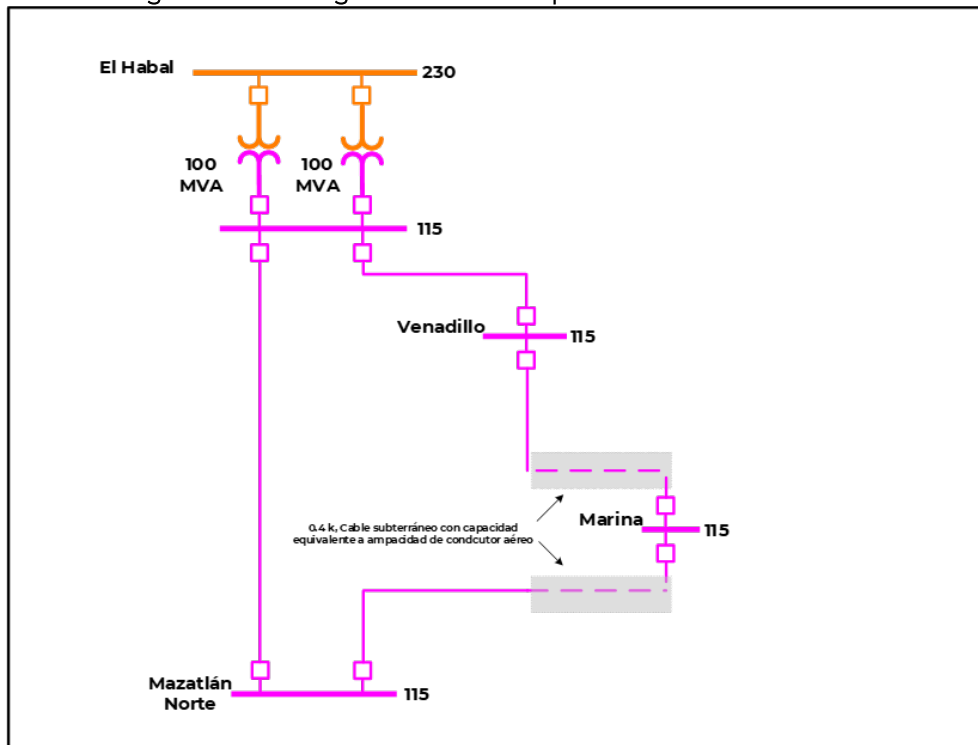 El Habal
230
100
MVA
100
MVA
115
Venadillo
115
0.4 k, Cable subterráneo con capacidad
equivalente a ampacidad de condcutor aéreo
Marina
115
Mazatlán
Norte
115